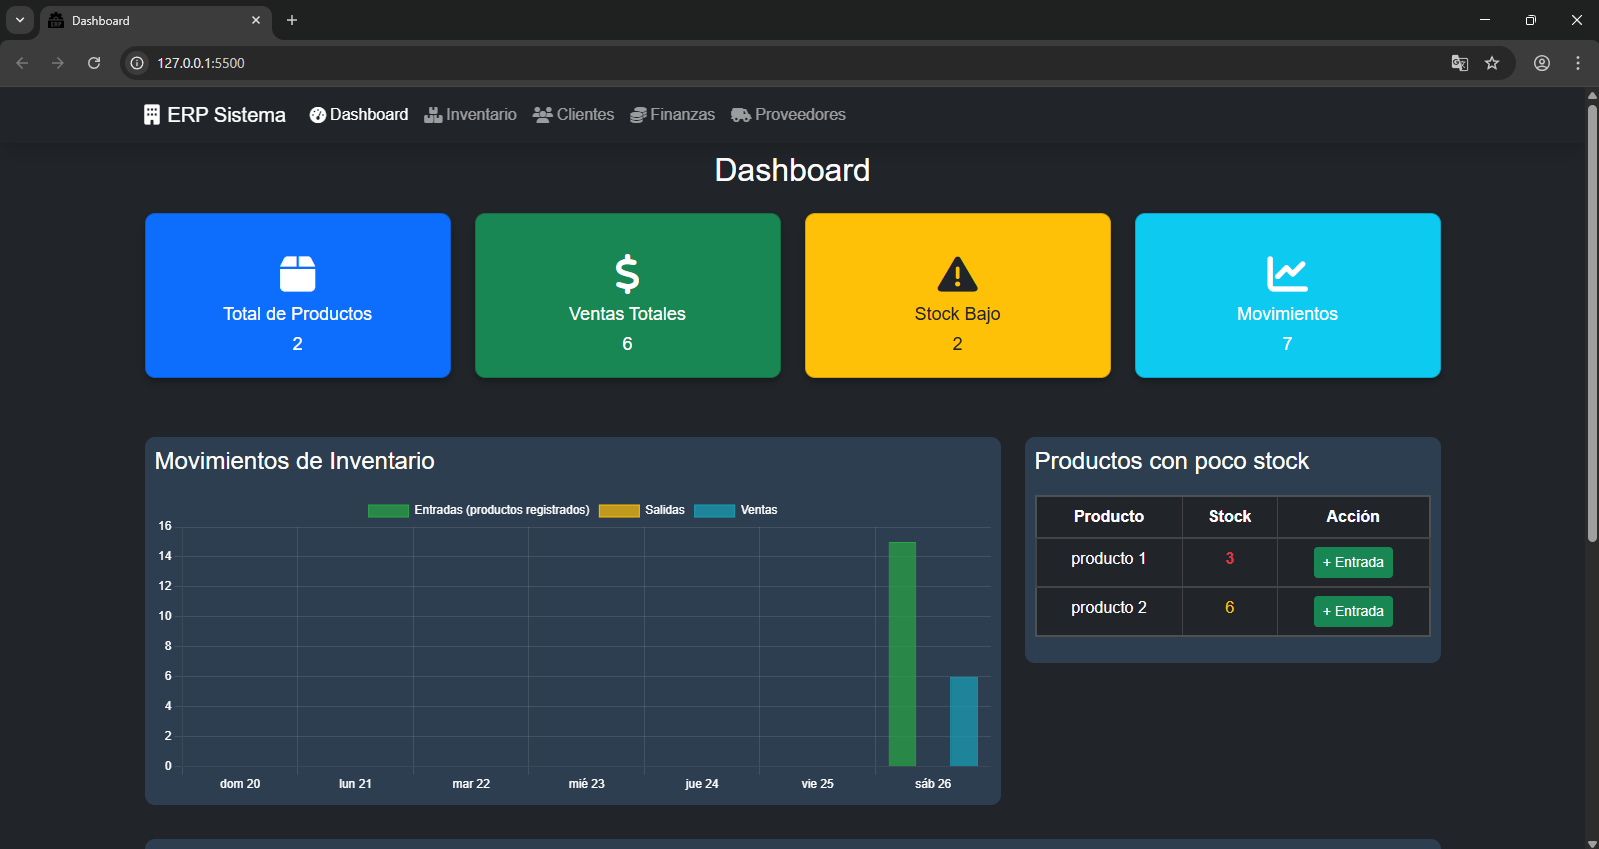 Dashboard
127.0.0.1:5500
ERP Sistema Dashboard Inventario Clientes Finanzas Proveedores
Dashboard
Total de Productos
2
Ventas Totales
6
Stock Bajo
2
Movimientos
7
Movimientos de Inventario
Entradas (productos registrados) Salidas Ventas
16
14
12
10
8
6
4
2
0
dom 20 lun 21 mar 22 mié 23 jue 24 vie 25 sáb 26
Productos con poco stock
Producto Stock Acción
producto 1 3 + Entrada
producto 2 6 + Entrada